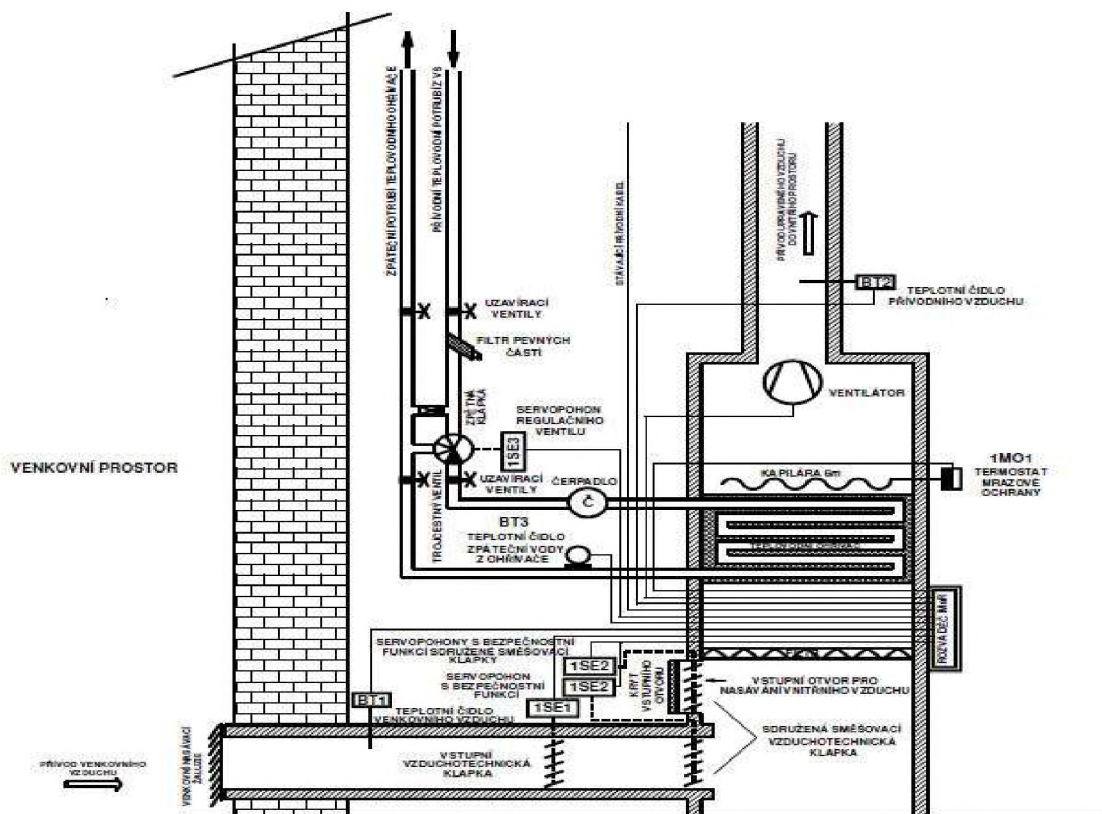 ZPÁTEČNÍ POTRUBÍ TEPLOVODNÍHO OHŘÍVAČE
PŘÍVODNÍ TEPLOVODNÍ POTRUBÍ Z VS
STÁVAJÍCÍ PŘÍVODNÍ KABEL
PŘÍVOD UPRAVENÉHO VZDUCHU
DO VNITŘNÍHO PROSTORU
BT2
TEPLOTNÍ ČIDLO
PŘÍVODNÍHO VZDUCHU
UZAVÍRACÍ
VENTILY
FILTR PEVNÝCH
ČÁSTÍ
ZPĚTNÁ
KLAPKA
VENTILÁTOR
SERVOPOHON
REGULAČNÍHO
VENTILU
1SE3
VENKOVNÍ PROSTOR
1MO1
TERMOSTAT
MRAZOVÉ
OCHRANY
KAPILÁRA 6m
UZAVÍRACÍ
VENTILY
ČERPADLO
Č
TROJCESTNÝ VENTIL
BT3
TEPLOTNÍ ČIDLO
ZPÁTEČNÍ VODY
Z OHŘÍVAČE
TEPLOVODNÍ OHŘÍVAČ
ROZVADĚČ MaR
SERVOPOHONY S BEZPEČNOSTNÍ
FUNKCÍ SDRUŽENÉ SMĚŠOVACÍ
KLAPKY
1SE2
1SE2
SERVOPOHON
S BEZPEČNOSTNÍ
FUNKCÍ
1SE1
KRYT
VSTUPNÍHO
OTVORU
VSTUPNÍ OTVOR PRO
NASÁVÁNÍ VNITŘNÍHO VZDUCHU
BT1
TEPLOTNÍ ČIDLO
VENKOVNÍHO VZDUCHU
SDRUŽENÁ SMĚŠOVACÍ
VZDUCHOTECHNICKÁ
KLAPKA
VSTUPNÍ
VZDUCHOTECHNICKÁ
KLAPKA
VENKOVNÍ NASÁVACÍ
ŽALUZIE
PŘÍVOD VENKOVNÍHO
VZDUCHU